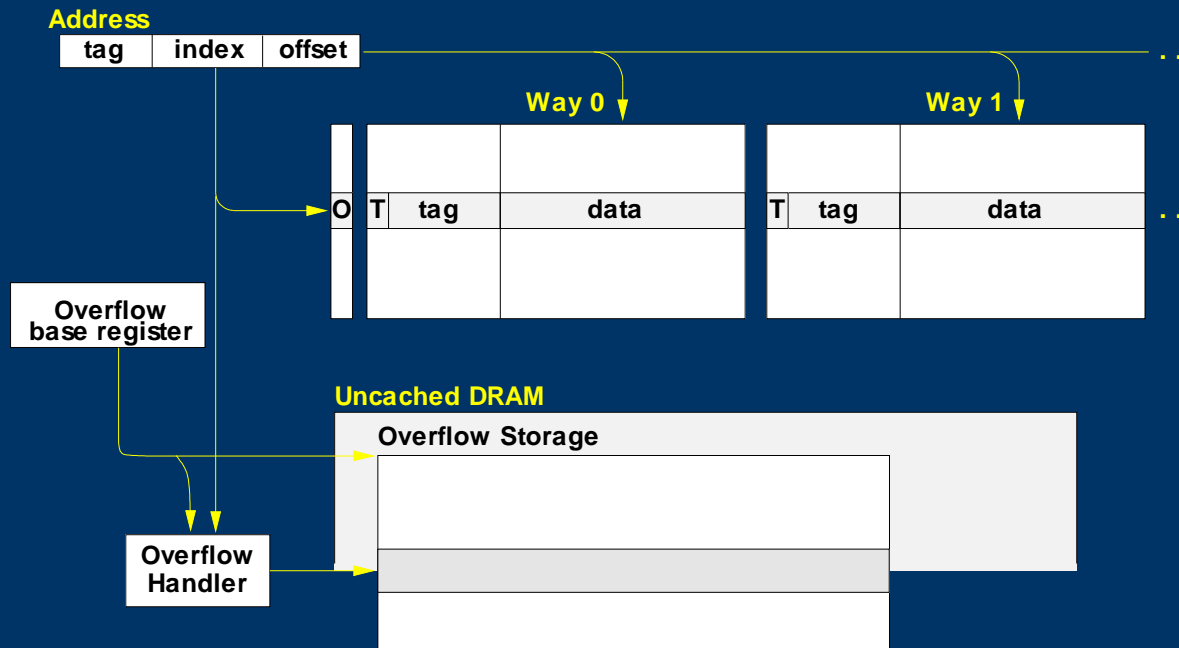 Address
tag index offset
. .
Way 0 Way 1
O T tag data T tag data . .
Overflow
base register
Uncached DRAM
Overflow Storage
Overflow
Handler